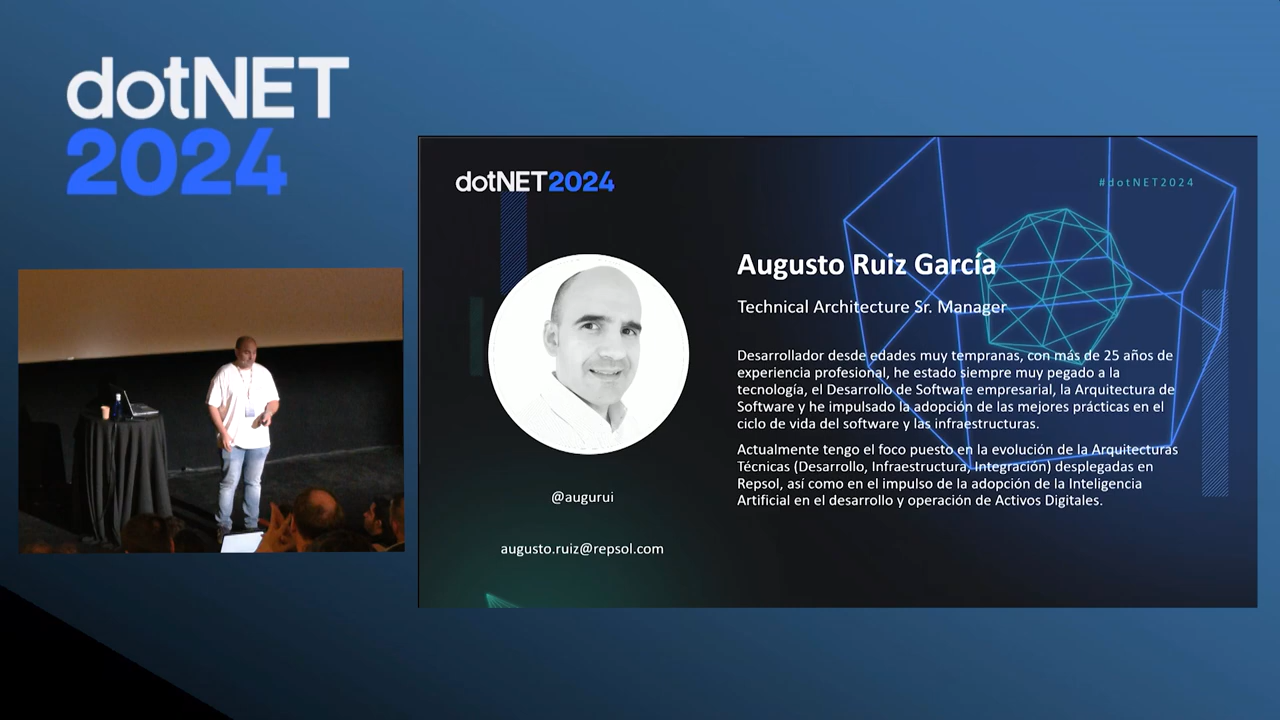 dotNET
2024
dotNET2024
#dotNET2024
Augusto Ruiz García
Technical Architecture Sr. Manager
Desarrollador desde edades muy tempranas, con más de 25 años de
experiencia profesional, he estado siempre muy pegado a la
tecnología, el Desarrollo de Software empresarial, la Arquitectura de
Software y he impulsado la adopción de las mejores prácticas en el
ciclo de vida del software y las infraestructuras.
Actualmente tengo el foco puesto en la evolución de la Arquitecturas
Técnicas (Desarrollo, Infraestructura, Integración) desplegadas en
Repsol, así como en el impulso de la adopción de la Inteligencia
Artificial en el desarrollo y operación de Activos Digitales.
@augurui
augusto.ruiz@repsol.com